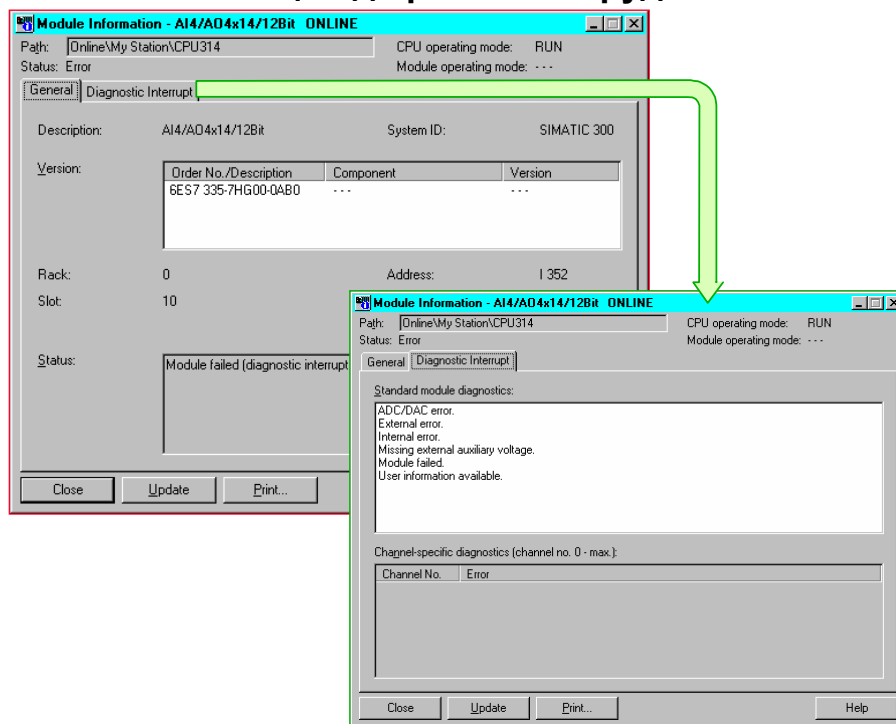 Module Information - AI4/AO4x14/12Bit ONLINE
Path: Online\My Station\CPU314 CPU operating mode: RUN
Status: Error Module operating mode: ---
General Diagnostic Interrupt
Description: AI4/AO4x14/12Bit System ID: SIMATIC 300
Version: Order No./Description Component Version
6ES7 335-7HG00-0AB0 --- ---
Rack: 0 Address: I 352
Slot: 10
Status: Module failed (diagnostic interrupt
Close Update Print...
Module Information - AI4/AO4x14/12Bit ONLINE
Path: Online\My Station\CPU314 CPU operating mode: RUN
Status: Error Module operating mode: ---
General Diagnostic Interrupt
Standard module diagnostics:
ADC/DAC error.
External error.
Internal error.
Missing external auxiliary voltage.
Module failed.
User information available.
Channel-specific diagnostics (channel no. 0 - max.):
Channel No. Error
Close Update Print... Help